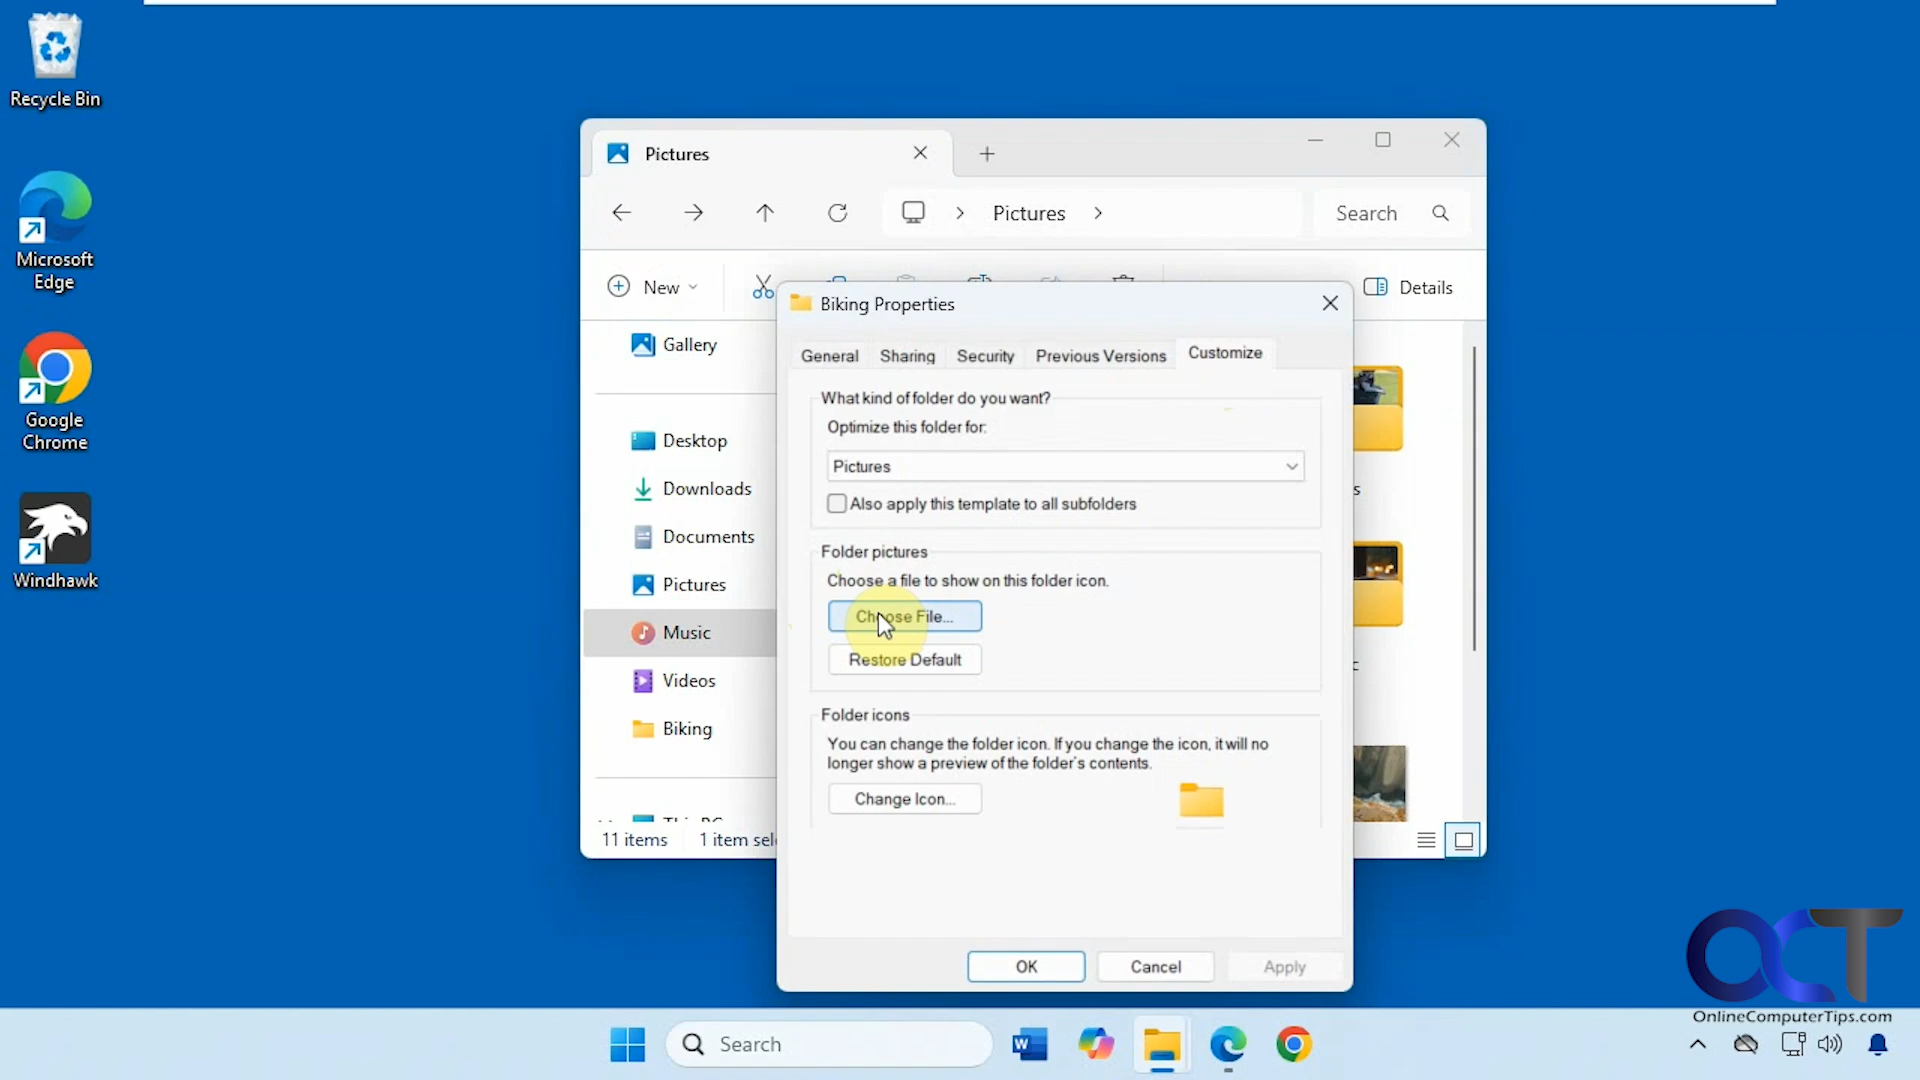 Recycle Bin
Microsoft
Edge
Google
Chrome
Windhawk
Pictures
Pictures
Search
New
Details
Gallery
Desktop
Downloads
Documents
Pictures
Music
Videos
Biking
11 items
1 item sel
Biking Properties
General
Sharing
Security
Previous Versions
Customize
What kind of folder do you want?
Optimize this folder for:
Pictures
Also apply this template to all subfolders
Folder pictures
Choose a file to show on this folder icon.
Choose File...
Restore Default
Folder icons
You can change the folder icon. If you change the icon, it will no
longer show a preview of the folder's contents.
Change Icon...
OK
Cancel
Apply
s
OCT
OnlineComputerTips.com
Search